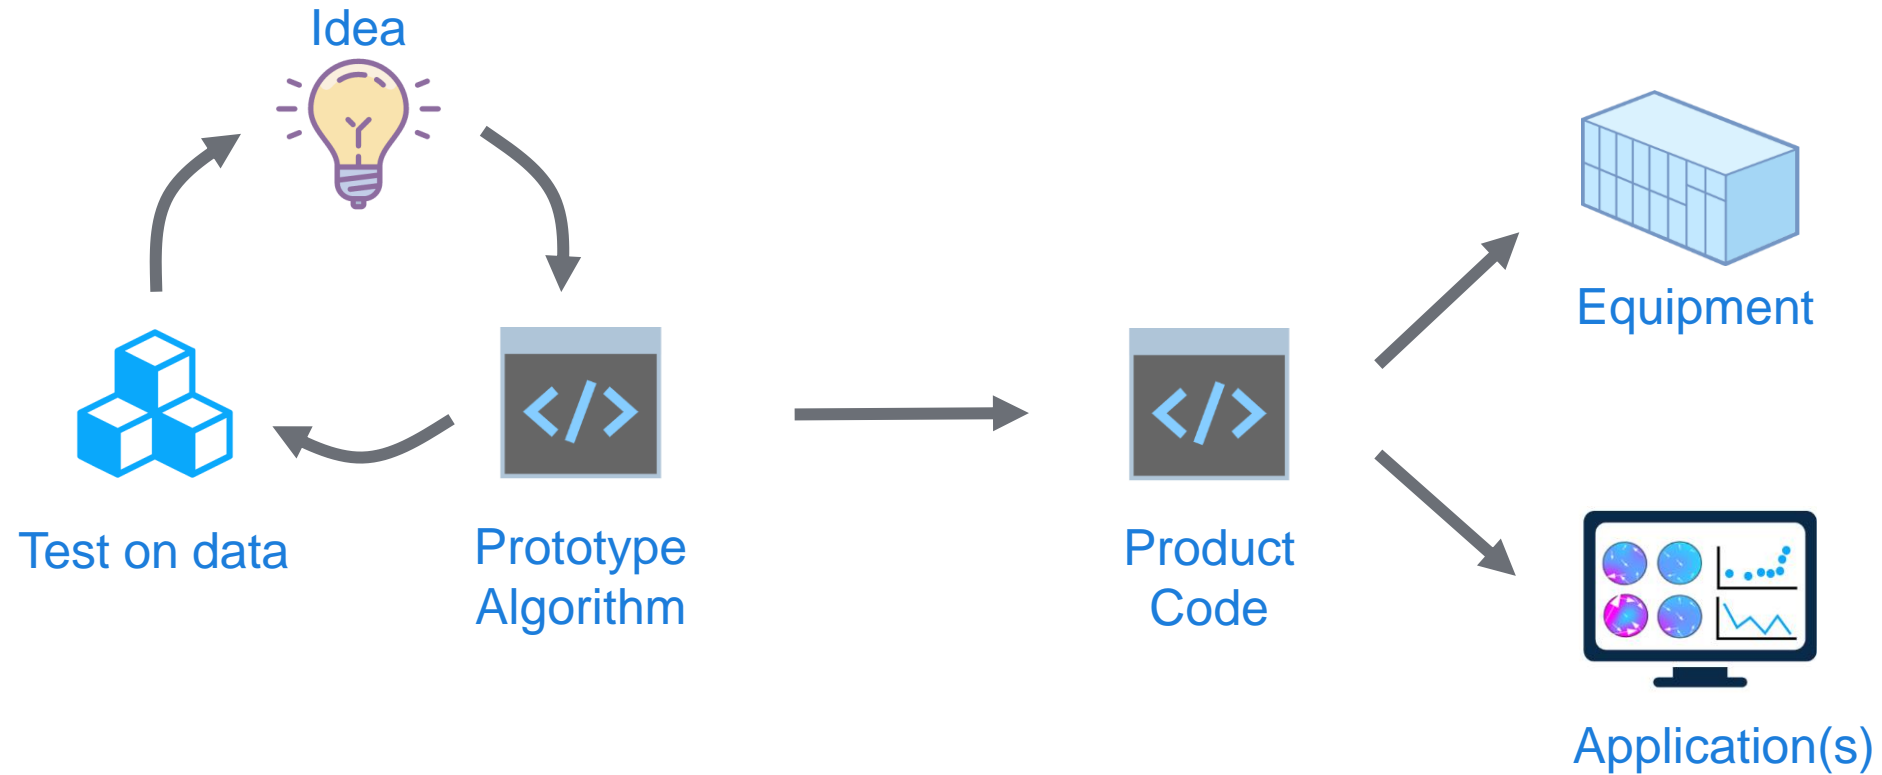 Idea
Test on data
Prototype
Algorithm
Product
Code
Equipment
Application(s)